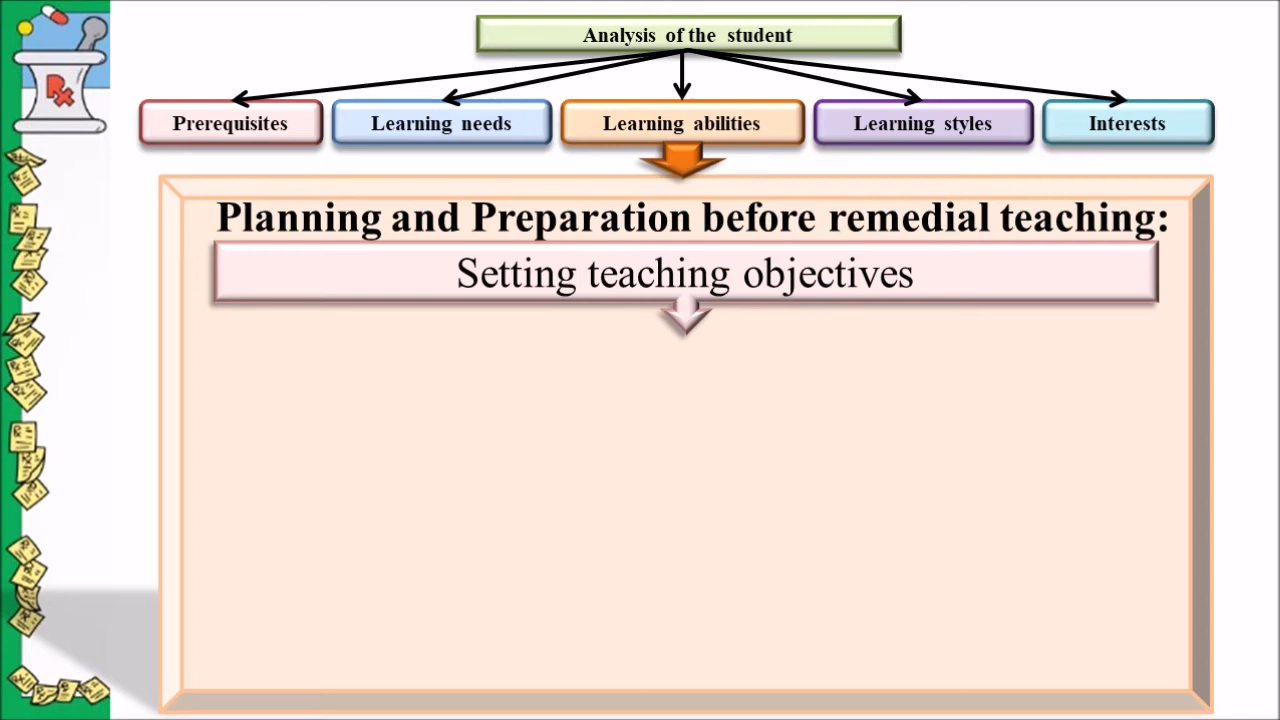 Analysis of the student
Prerequisites
Learning needs
Learning abilities
Learning styles
Interests
Planning and Preparation before remedial teaching:
Setting teaching objectives